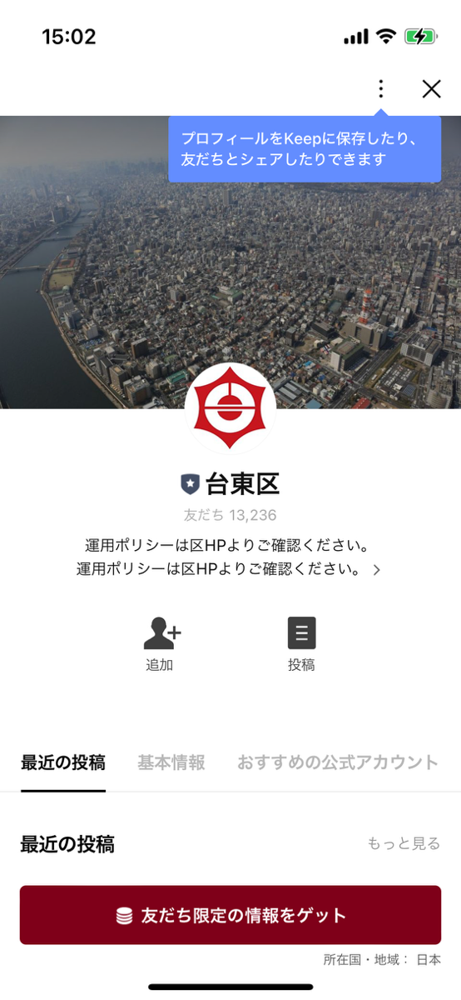 15:02
プロフィールをKeepに保存したり、
友だちとシェアしたりできます
台東区
友だち 13,236
運用ポリシーは区HPよりご確認ください。
運用ポリシーは区HPよりご確認ください。
追加
投稿
最近の投稿
基本情報
おすすめの公式アカウント
最近の投稿
もっと見る
友だち限定の情報をゲット
所在国・地域： 日本